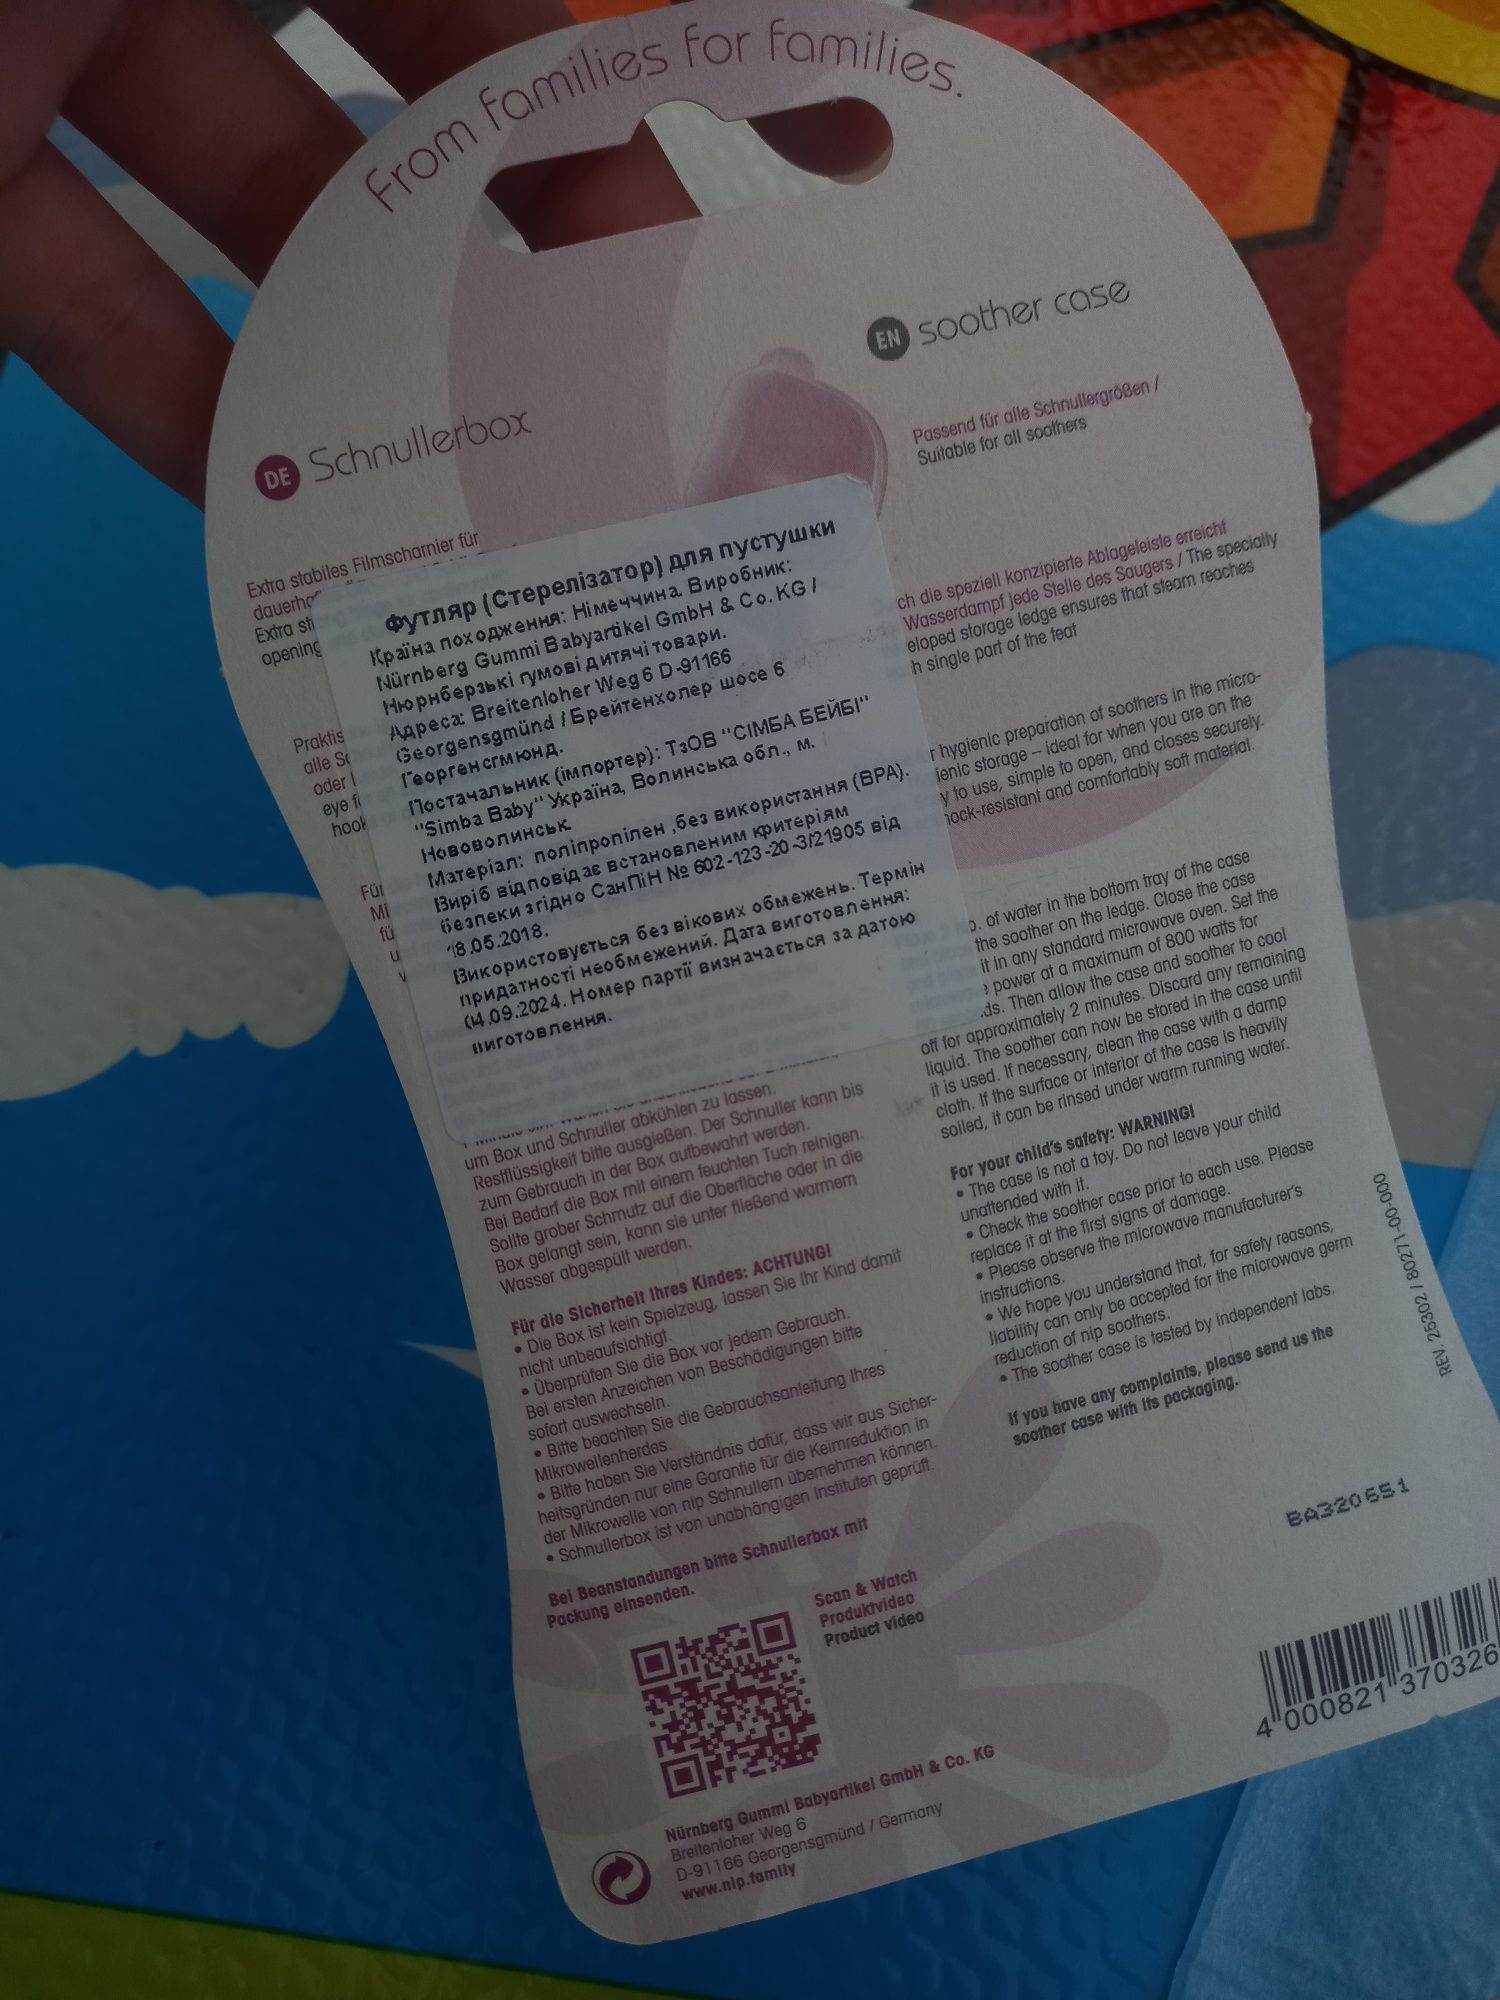 From families for families.
DE Schnullerbox
EN soother case
Passend für alle Schnullergrößen /
Suitable for all soothers
Extra stabiles Filmscharnier für
Extra
opening
ch die speziell konzipierte Ablageleiste erreicht
Wasserdampf jede Stelle des Saugers / The specially
eloped storage ledge ensures that steam reaches
h single part of the teat
Praktis
alle
oder
eye
hook
r hygienic preparation of soothers in the micro-
ienic storage – ideal for when you are on the
y to use, simple to open, and closes securely.
hock-resistant and comfortably soft material.
Футляр (Стерелізатор) для пустушки
Країна походження: Німеччина. Виробник:
Nürnberg Gummi Babyartikel GmbH & Co. KG /
Нюрнберзькі гумові дитячі товари.
Адреса: Breitenloher Weg 6 D-91166
Georgensgmünd / Брейтенхолер шосе 6
Георгенсгмюнд.
Постачальник (імпортер): ТзОВ "СІМБА БЕЙБІ"
"Simba Baby" Україна, Волинська обл., м.
Нововолинськ.
Матеріал: поліпропілен ,без використання (BPA).
Виріб відповідає встановленим критеріям
безпеки згідно СанПіН № 602-123-20-3/21905 від
18.05.2018.
Використовується без вікових обмежень. Термін
придатності необмежений. Дата виготовлення:
04.09.2024. Номер партії визначається за датою
виготовлення.
of water in the bottom tray of the case
the soother on the ledge. Close the case
it in any standard microwave oven. Set the
power at a maximum of 800 watts for
ds. Then allow the case and soother to cool
off for approximately 2 minutes. Discard any remaining
liquid. The soother can now be stored in the case until
it is used. If necessary, clean the case with a damp
cloth. If the surface or interior of the case is heavily
soiled, it can be rinsed under warm running water.
um Box und Schnuller abkühlen zu lassen.
Restflüssigkeit bitte ausgießen. Der Schnuller kann bis
zum Gebrauch in der Box aufbewahrt werden.
Bei Bedarf die Box mit einem feuchten Tuch reinigen.
Sollte grober Schmutz auf die Oberfläche oder in die
Box gelangt sein, kann sie unter fließend warmem
Wasser abgespült werden.
Für die Sicherheit Ihres Kindes: ACHTUNG!
• Die Box ist kein Spielzeug, lassen Sie Ihr Kind damit
nicht unbeaufsichtigt.
• Überprüfen Sie die Box vor jedem Gebrauch.
Bei ersten Anzeichen von Beschädigungen bitte
sofort auswechseln.
• Bitte beachten Sie die Gebrauchsanleitung Ihres
Mikrowellenherdes.
• Bitte haben Sie Verständnis dafür, dass wir aus Sicher-
heitsgründen nur eine Garantie für die Keimreduktion in
der Mikrowelle von nip Schnullern übernehmen können.
• Schnullerbox ist von unabhängigen Instituten geprüft.
Bei Beanstandungen bitte Schnullerbox mit
Packung einsenden.
For your child's safety: WARNING!
• The case is not a toy. Do not leave your child
unattended with it.
• Check the soother case prior to each use. Please
replace it at the first signs of damage.
• Please observe the microwave manufacturer's
instructions.
• We hope you understand that, for safety reasons,
liability can only be accepted for the microwave germ
reduction of nip soothers.
• The soother case is tested by independent labs.
If you have any complaints, please send us the
soother case with its packaging.
REV. 25302 / 80271-00-000
BA320651
Scan & Watch
Produktvideo
Product video
4 000821 370326
Nürnberg Gummi Babyartikel GmbH & Co. KG
Breitenloher Weg 6
D-91166 Georgensgmünd / Germany
www.nip.family